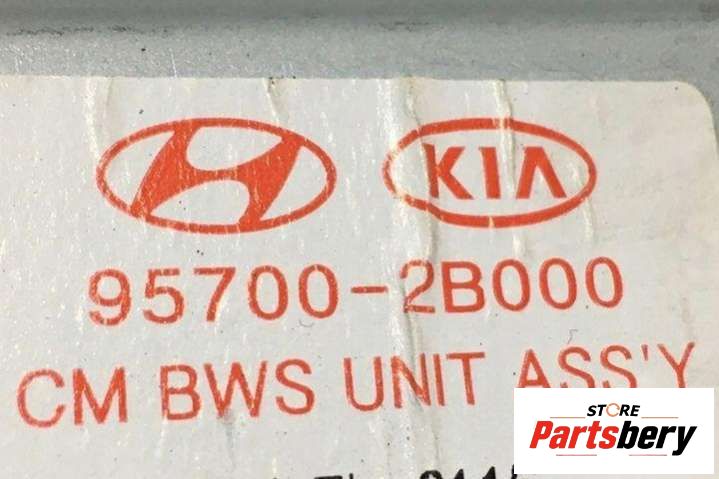 KIA
95700-2B000
CM BWS UNIT ASS'Y
STORE
Partsbery